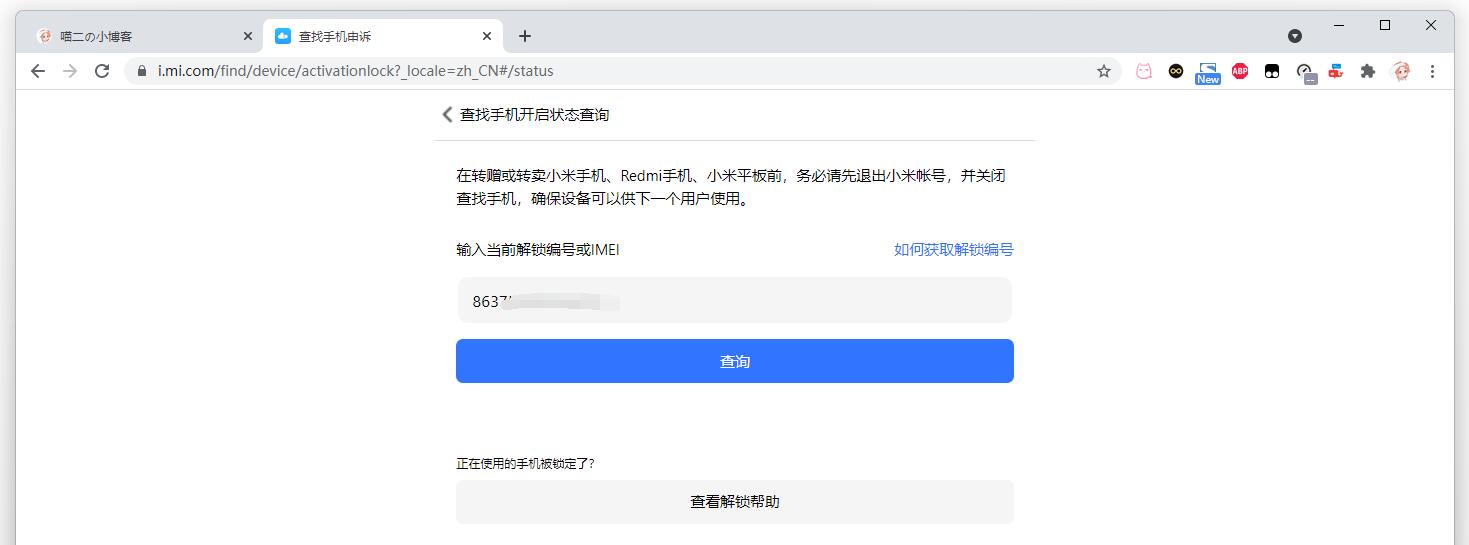 喵二の小博客
查找手机申诉
i.mi.com/find/device/activationlock?_locale=zh_CN#/status
New
ABP
查找手机开启状态查询
在转赠或转卖小米手机、Redmi手机、小米平板前，务必请先退出小米帐号，并关闭
查找手机，确保设备可以供下一个用户使用。
输入当前解锁编号或IMEI
如何获取解锁编号
8637
查询
正在使用的手机被锁定了？
查看解锁帮助